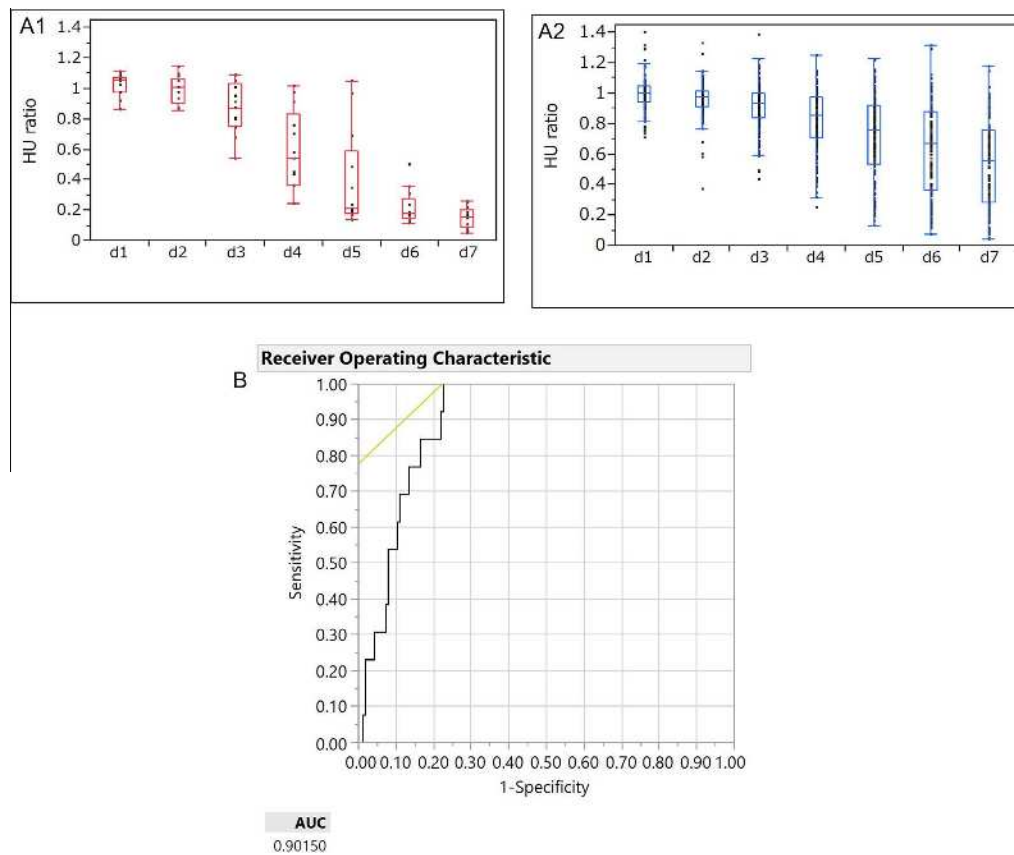 A1
1.4
1.2
1
0.8
0.6
0.4
0.2
0
HU ratio
d1 d2 d3 d4 d5 d6 d7
A2
1.4
1.2
1
0.8
0.6
0.4
0.2
0
HU ratio
d1 d2 d3 d4 d5 d6 d7
B
Receiver Operating Characteristic
1.00
0.90
0.80
0.70
0.60
0.50
0.40
0.30
0.20
0.10
0.00
Sensitivity
0.00 0.10 0.20 0.30 0.40 0.50 0.60 0.70 0.80 0.90 1.00
1-Specificity
AUC
0.90150